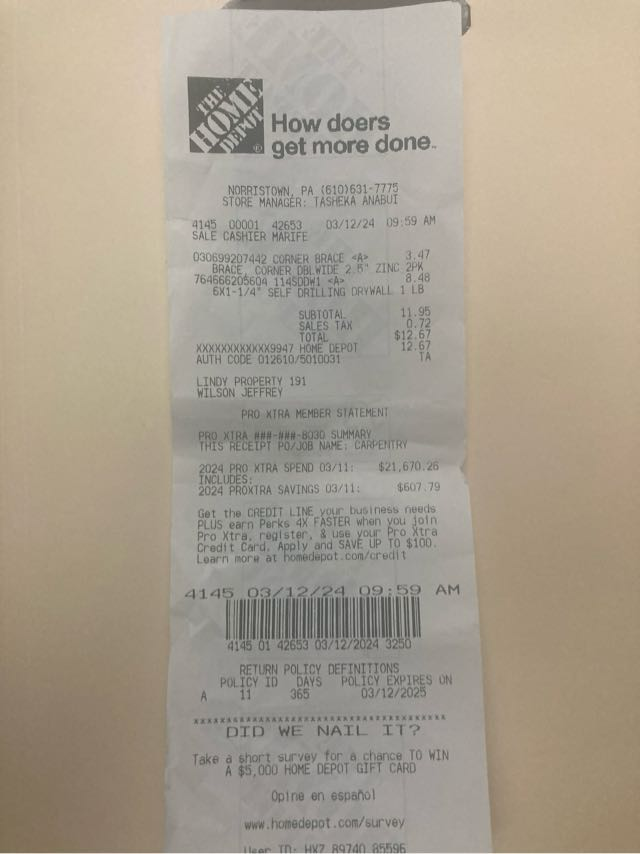 THE
HOME
DEPOT
®
How doers
get more done™
NORRISTOWN, PA (610)631-7775
STORE MANAGER: TASHEKA ANABUI
4145 00001 42653 03/12/24 09:59 AM
SALE CASHIER MARIFE
030699207442 CORNER BRACE <A> 3.47
BRACE, CORNER DBLWIDE 2.5" ZINC 2PK
764666205604 114SDDW1 <A> 8.48
6X1-1/4" SELF DRILLING DRYWALL 1 LB
SUBTOTAL 11.95
SALES TAX 0.72
TOTAL $12.67
XXXXXXXXXXXX9947 HOME DEPOT 12.67
AUTH CODE 012610/5010031 TA
LINDY PROPERTY 191
WILSON JEFFREY
PRO XTRA MEMBER STATEMENT
PRO XTRA ###-###-8030 SUMMARY
THIS RECEIPT PO/JOB NAME: CARPENTRY
2024 PRO XTRA SPEND 03/11: $21,670.26
INCLUDES:
2024 PROXTRA SAVINGS 03/11: $607.79
Get the CREDIT LINE your business needs
PLUS earn Perks 4X FASTER when you join
Pro Xtra, register, & use your Pro Xtra
Credit Card. Apply and SAVE UP TO $100.
Learn more at homedepot.com/credit
4145 03/12/24 09:59 AM
4145 01 42653 03/12/2024 3250
RETURN POLICY DEFINITIONS
POLICY ID DAYS POLICY EXPIRES ON
A 11 365 03/12/2025
xxxxxxxxxxxxxxxxxxxxxxxxxxxxxxxxxxxxxxxxx
DID WE NAIL IT?
Take a short survey for a chance TO WIN
A $5,000 HOME DEPOT GIFT CARD
Opine en español
www.homedepot.com/survey
User ID: HXZ 89740 85596